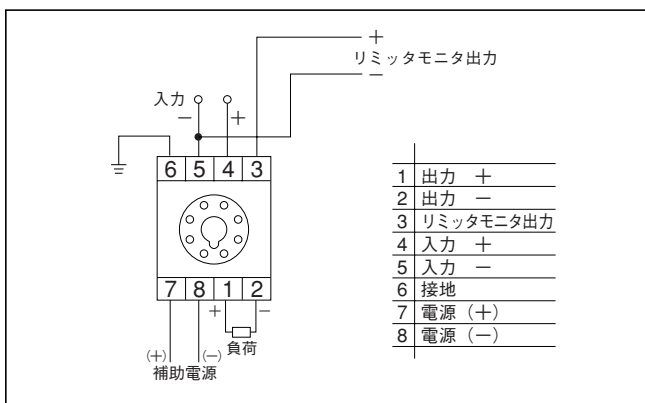 +
リミッタモニタ出力
−
入力
− +
6 5 4 3
7 8 1 2
+ −
負荷
(+) (−)
補助電源
1 出力 +
2 出力 −
3 リミッタモニタ出力
4 入力 +
5 入力 −
6 接地
7 電源（+）
8 電源（−）